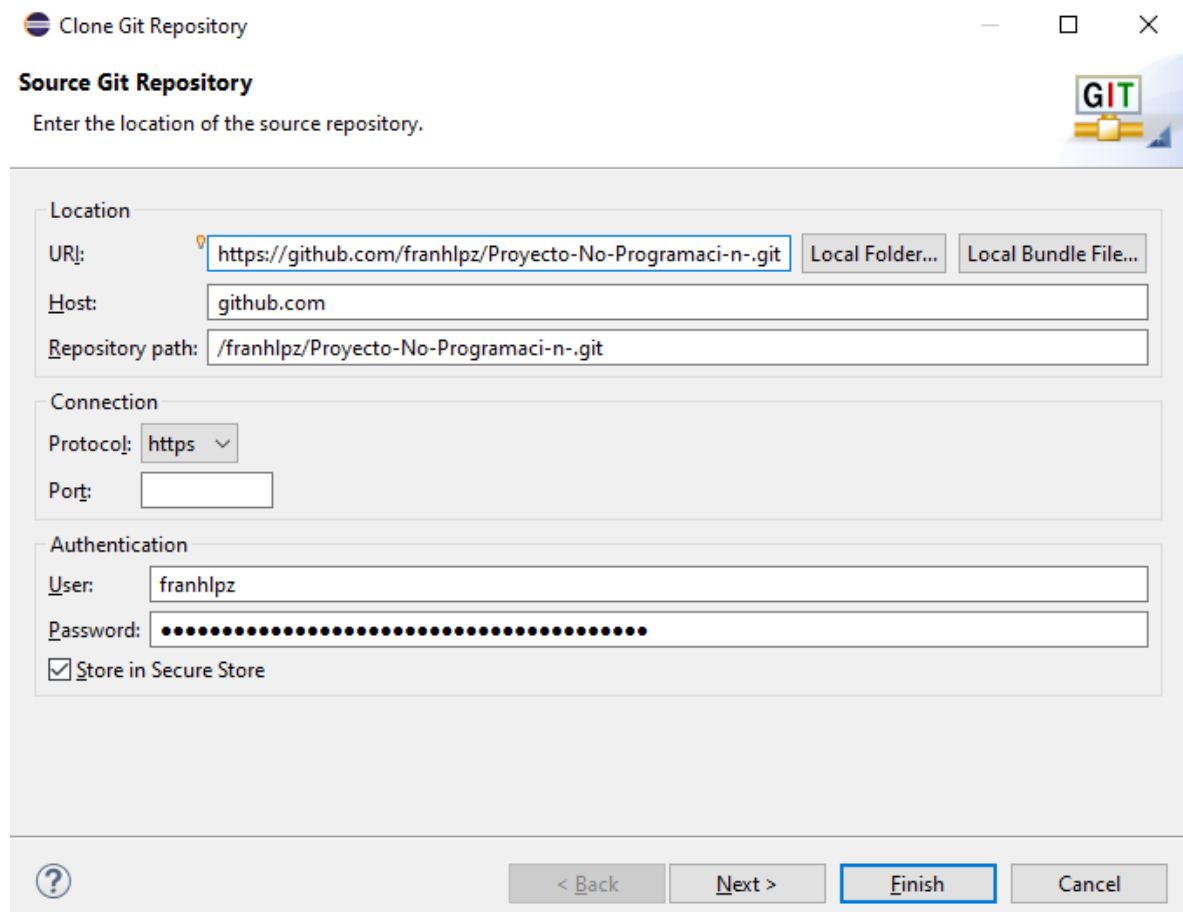 Clone Git Repository
Source Git Repository
Enter the location of the source repository.
GIT
Location
URI: https://github.com/franhlpz/Proyecto-No-Programaci-n-.git Local Folder... Local Bundle File...
Host: github.com
Repository path: /franhlpz/Proyecto-No-Programaci-n-.git
Connection
Protocol: https
Port:
Authentication
User: franhlpz
Password: ●●●●●●●●●●●●●●●●●●●●●●●●●●●●●●●●●●●●●●●●
Store in Secure Store
? < Back Next > Finish Cancel